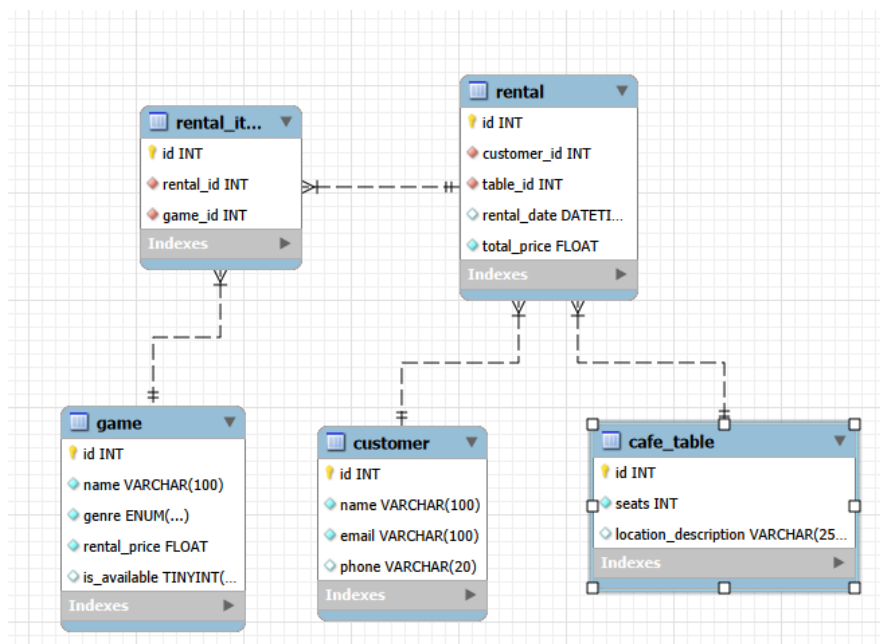 rental_it...
id INT
rental_id INT
game_id INT
Indexes
rental
id INT
customer_id INT
table_id INT
rental_date DATETI...
total_price FLOAT
Indexes
game
id INT
name VARCHAR(100)
genre ENUM(...)
rental_price FLOAT
is_available TINYINT(...
Indexes
customer
id INT
name VARCHAR(100)
email VARCHAR(100)
phone VARCHAR(20)
Indexes
cafe_table
id INT
seats INT
location_description VARCHAR(25...
Indexes